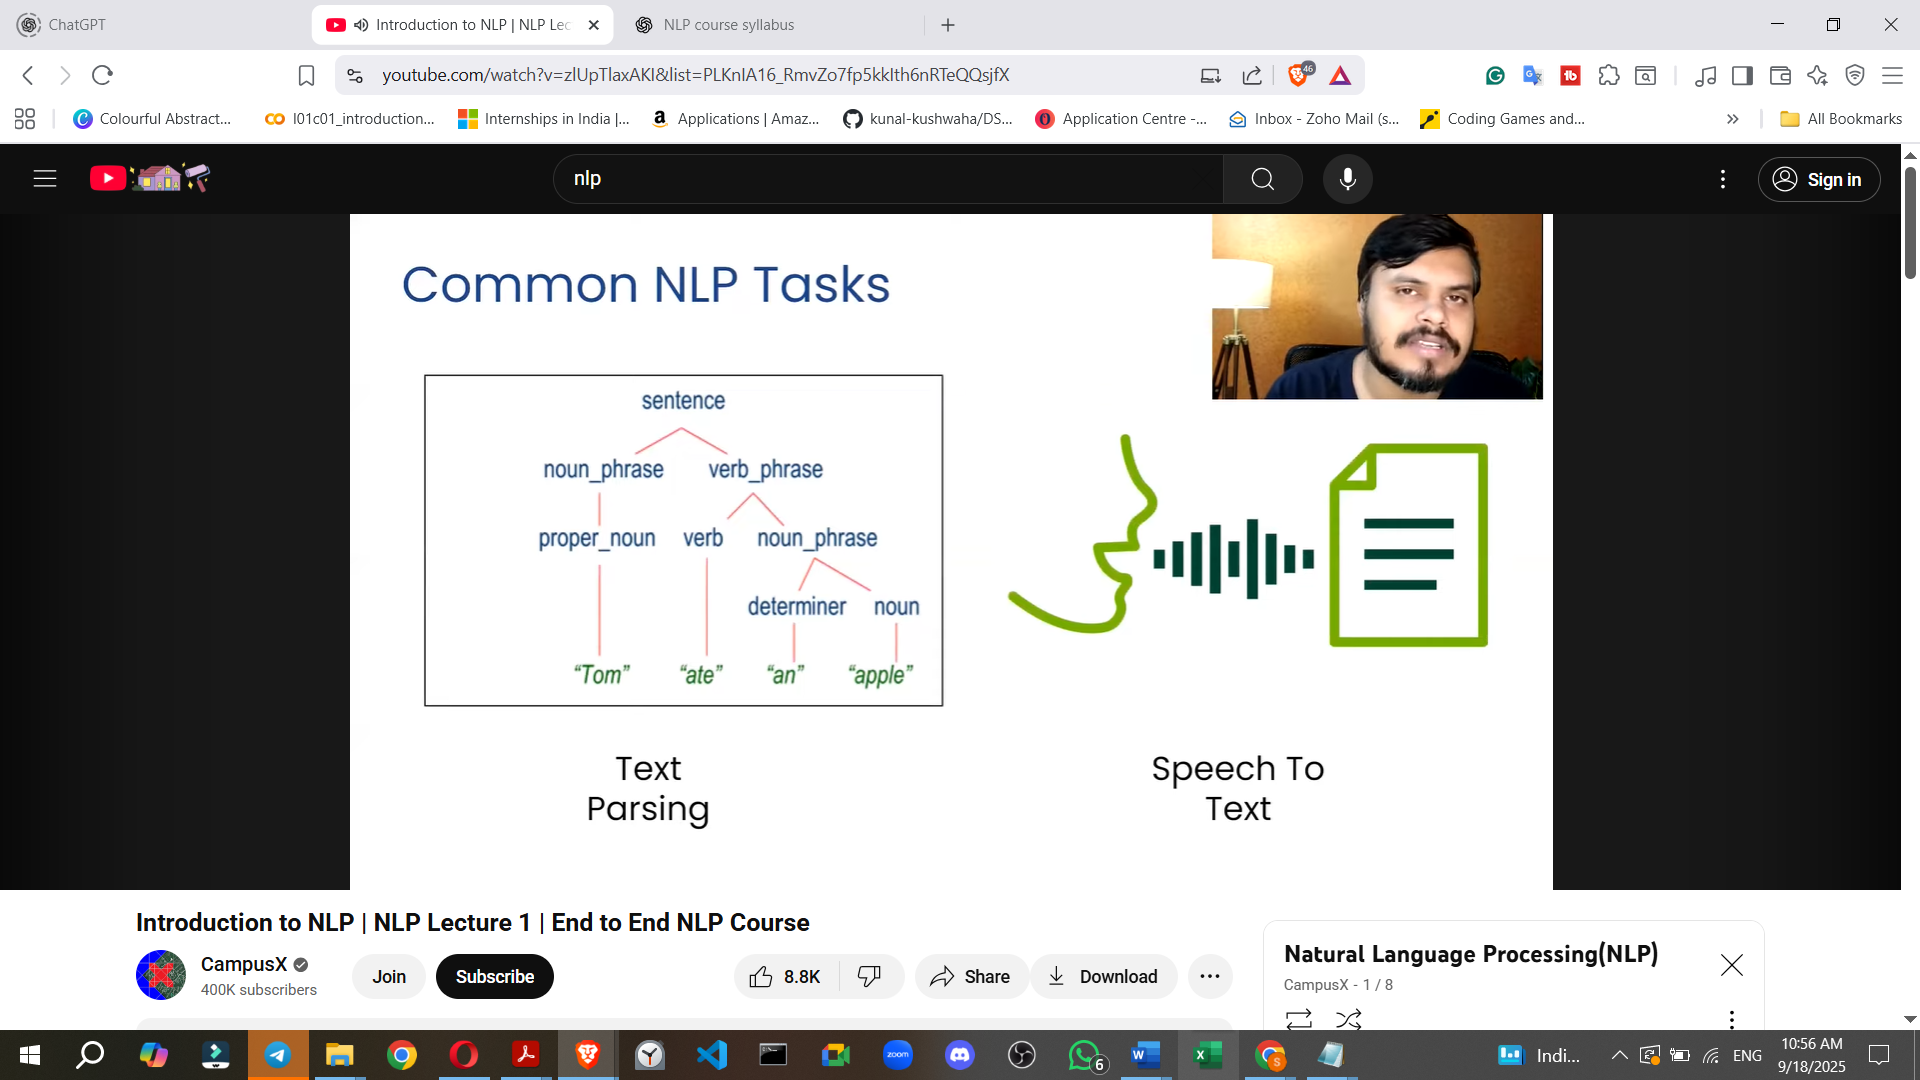 ChatGPT
Introduction to NLP | NLP Lec
NLP course syllabus
youtube.com/watch?v=zlUpTlaxAKI&list=PLKnIA16_RmvZo7fp5kkIth6nRTeQQsjfX
46
Colourful Abstract...
l01c01_introduction...
Internships in India |...
Applications | Amaz...
kunal-kushwaha/DS...
Application Centre -...
Inbox - Zoho Mail (s...
Coding Games and...
All Bookmarks
nlp
Sign in
Common NLP Tasks
sentence
noun_phrase verb_phrase
proper_noun verb noun_phrase
determiner noun
“Tom” “ate” “an” “apple”
Text
Parsing
Speech To
Text
Introduction to NLP | NLP Lecture 1 | End to End NLP Course
CampusX
400K subscribers
Join
Subscribe
8.8K
Share
Download
Natural Language Processing(NLP)
CampusX - 1 / 8
zoom
6
Indi...
ENG
10:56 AM
9/18/2025